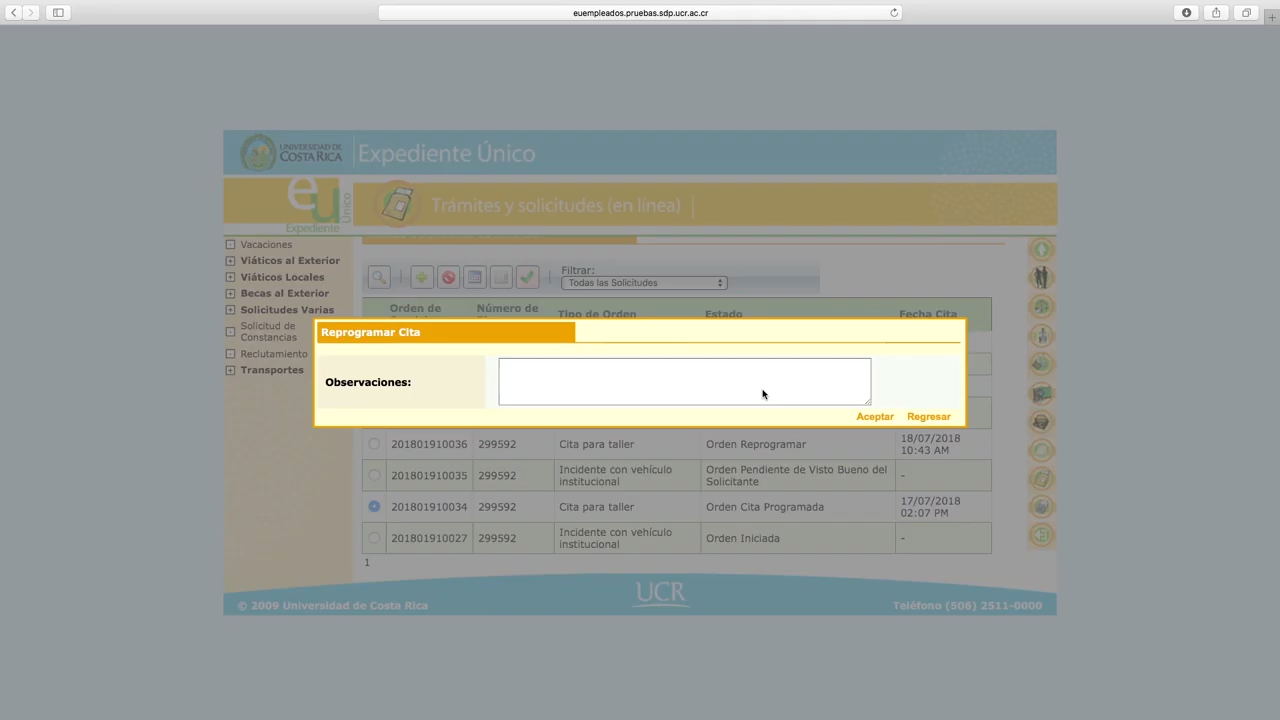 euempleados.pruebas.sdp.ucr.ac.cr
UNIVERSIDAD DE
COSTA RICA
Expediente Único
eu
Único
Expediente
Trámites y solicitudes (en línea)
Vacaciones
Viáticos al Exterior
Viáticos Locales
Becas al Exterior
Solicitudes Varias
Solicitud de
Constancias
Reclutamiento
Transportes
Filtrar:
Todas las Solicitudes
Orden de
Número de
Tipo de Orden
Estado
Fecha Cita
Reprogramar Cita
Observaciones:
Aceptar
Regresar
201801910036 299592 Cita para taller Orden Reprogramar 18/07/2018
10:43 AM
201801910035 299592 Incidente con vehículo
institucional
Orden Pendiente de Visto Bueno del
Solicitante
-
201801910034 299592 Cita para taller Orden Cita Programada 17/07/2018
02:07 PM
201801910027 299592 Incidente con vehículo
institucional
Orden Iniciada -
1
© 2009 Universidad de Costa Rica
UCR
Teléfono (506) 2511-0000